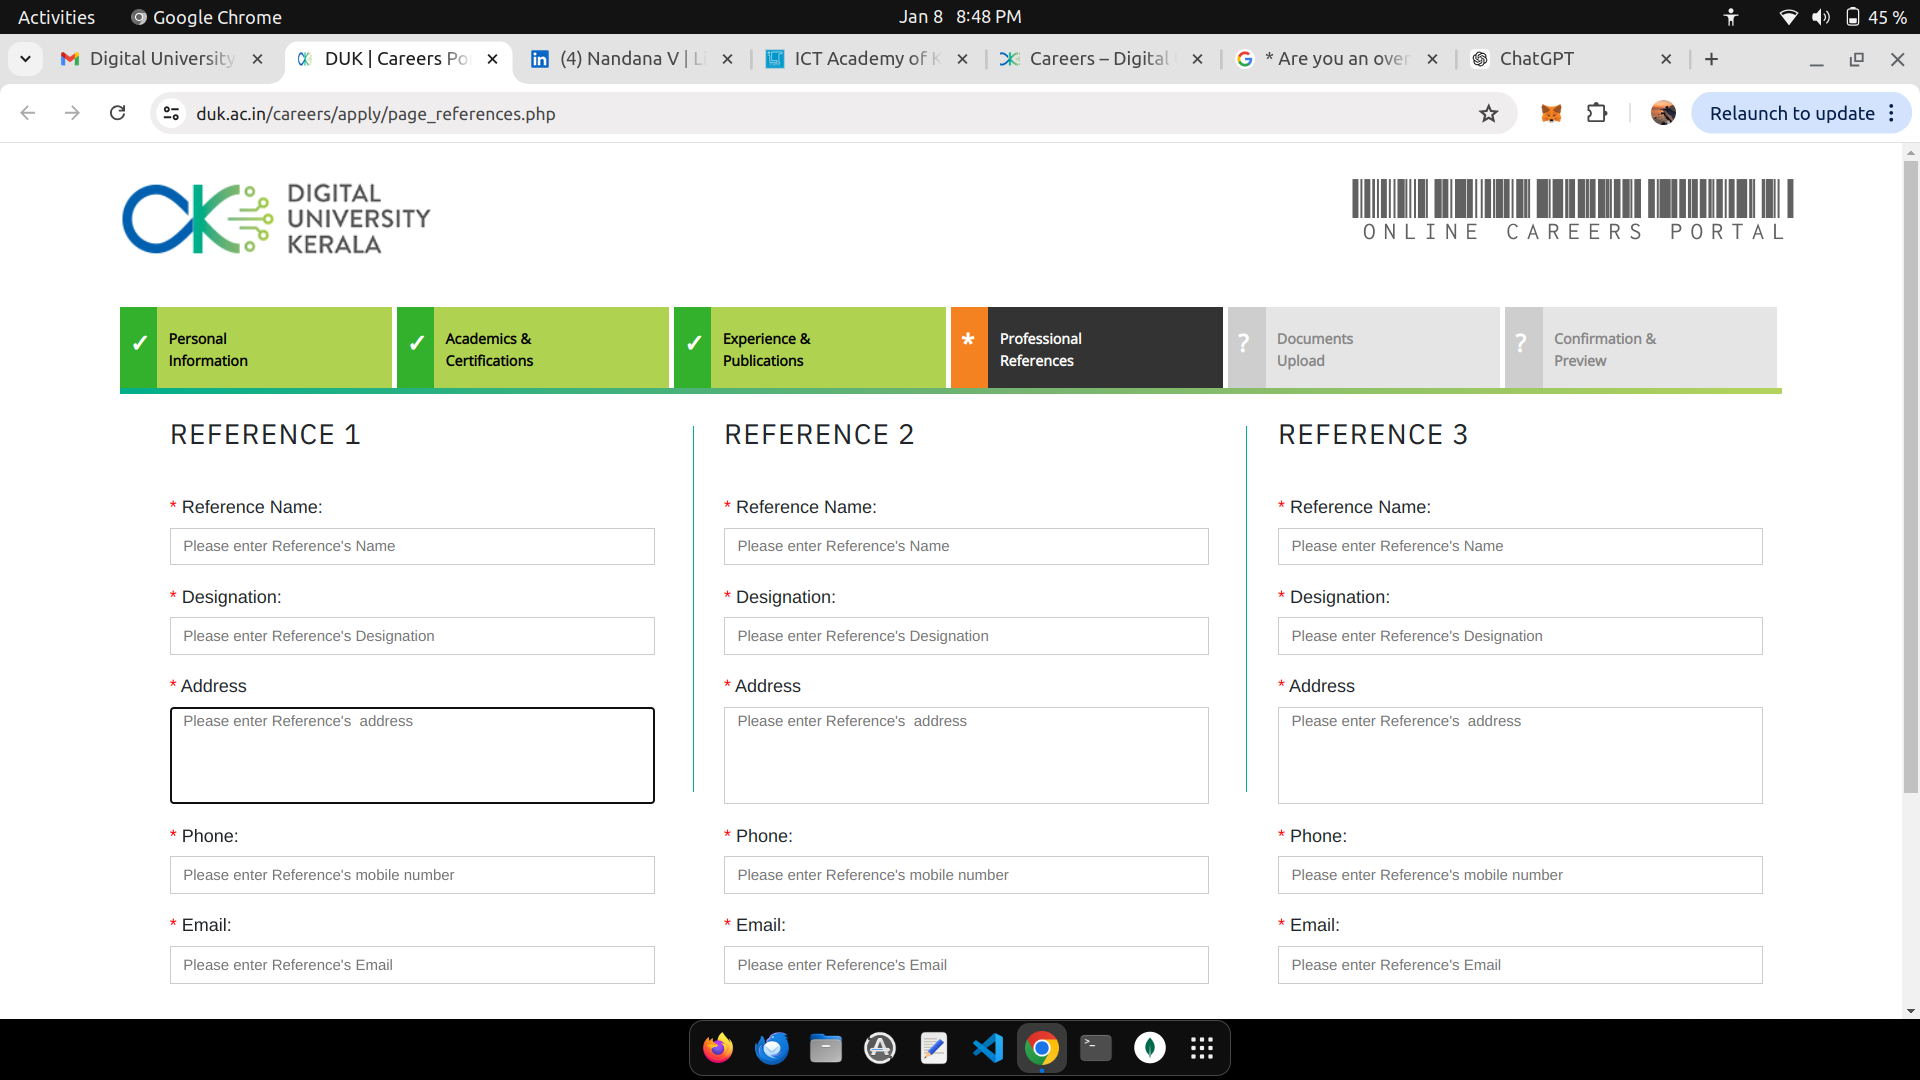 Activities
Google Chrome
Jan 8 8:48 PM
45 %
Digital University
DUK | Careers Po
(4) Nandana V | Li
ICT Academy of K
Careers – Digital
* Are you an over
ChatGPT
duk.ac.in/careers/apply/page_references.php
Relaunch to update
DIGITAL
UNIVERSITY
KERALA
ONLINE CAREERS PORTAL
✓ Personal
Information
✓ Academics &
Certifications
✓ Experience &
Publications
* Professional
References
? Documents
Upload
? Confirmation &
Preview
REFERENCE 1
* Reference Name:
Please enter Reference's Name
* Designation:
Please enter Reference's Designation
* Address
Please enter Reference's address
* Phone:
Please enter Reference's mobile number
* Email:
Please enter Reference's Email
REFERENCE 2
* Reference Name:
Please enter Reference's Name
* Designation:
Please enter Reference's Designation
* Address
Please enter Reference's address
* Phone:
Please enter Reference's mobile number
* Email:
Please enter Reference's Email
REFERENCE 3
* Reference Name:
Please enter Reference's Name
* Designation:
Please enter Reference's Designation
* Address
Please enter Reference's address
* Phone:
Please enter Reference's mobile number
* Email:
Please enter Reference's Email